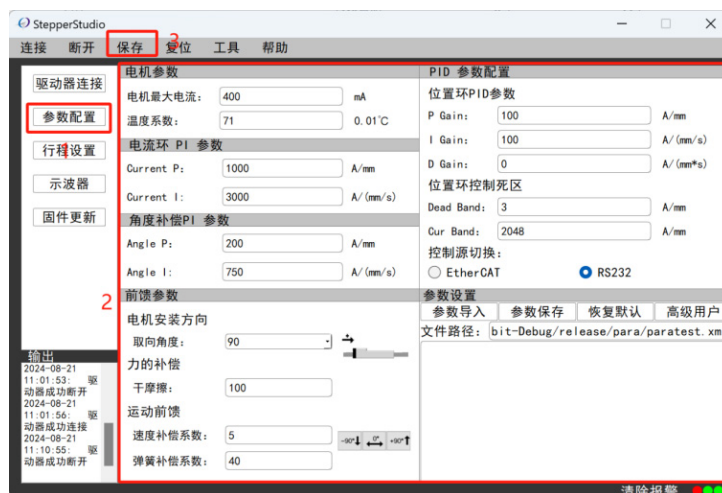 StepperStudio
连接 断开 保存 复位 工具 帮助
3
驱动器连接
参数配置
1
行程设置
示波器
固件更新
2
电机参数
电机最大电流: 400 mA
温度系数: 71 0.01℃
电流环 PI 参数
Current P: 1000 A/mm
Current I: 3000 A/(mm/s)
角度补偿PI 参数
Angle P: 200 A/mm
Angle I: 750 A/(mm/s)
前馈参数
电机安装方向
取向角度: 90
力的补偿
干摩擦: 100
运动前馈
速度补偿系数: 5
-90° 0° +90°
弹簧补偿系数: 40
PID 参数配置
位置环PID参数
P Gain: 100 A/mm
I Gain: 100 A/(mm/s)
D Gain: 0 A/(mm*s)
位置环控制死区
Dead Band: 3 A/mm
Cur Band: 2048 A/mm
控制源切换:
EtherCAT RS232
参数设置
参数导入 参数保存 恢复默认 高级用户
文件路径: bit-Debug/release/para/paratest.xm
输出
2024-08-21
11:01:53: 驱
动器成功断开
2024-08-21
11:01:56: 驱
动器成功连接
2024-08-21
11:10:55: 驱
动器成功断开
清除报警